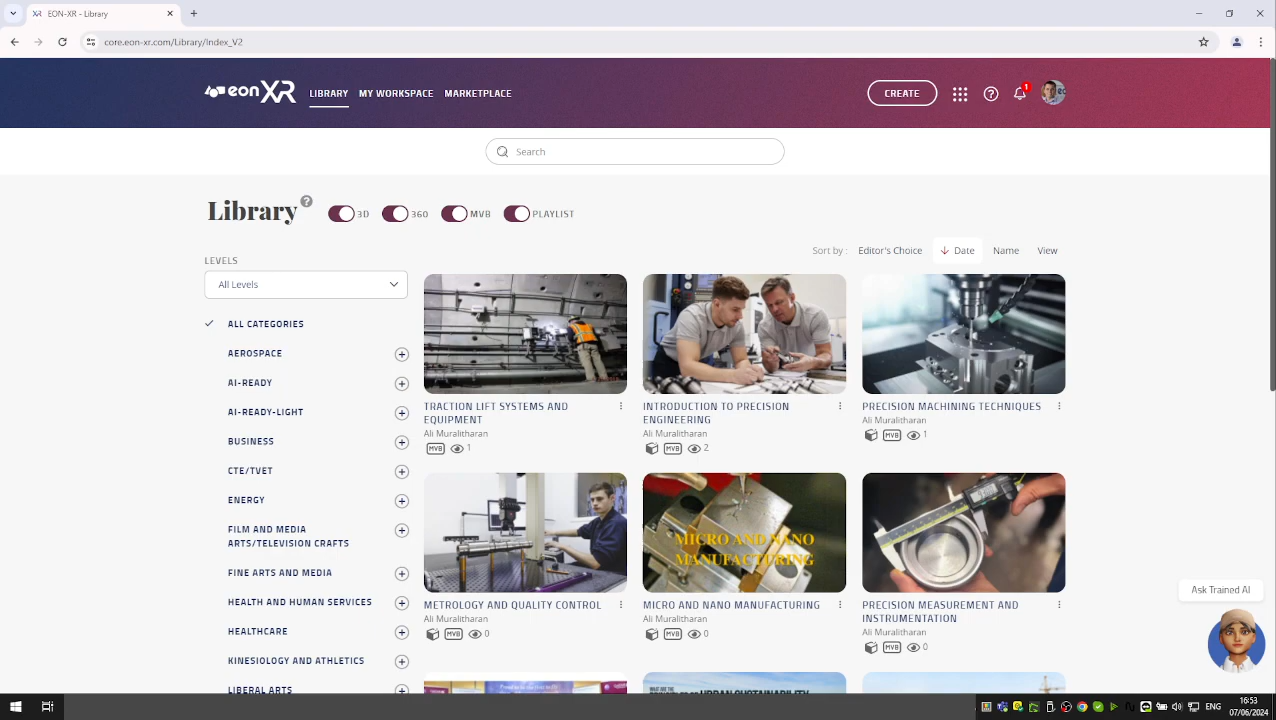 EON-XR - Library
core.eon-xr.com/Library/Index_V2
eonXR
LIBRARY
MY WORKSPACE
MARKETPLACE
CREATE
1
Search
Library
3D
360
MVB
PLAYLIST
Sort by :
Editor's Choice
Date
Name
View
LEVELS
All Levels
ALL CATEGORIES
AEROSPACE
AI-READY
AI-READY-LIGHT
BUSINESS
CTE/TVET
ENERGY
FILM AND MEDIA
ARTS/TELEVISION CRAFTS
FINE ARTS AND MEDIA
HEALTH AND HUMAN SERVICES
HEALTHCARE
KINESIOLOGY AND ATHLETICS
LIBERAL ARTS
TRACTION LIFT SYSTEMS AND
EQUIPMENT
Ali Muralitharan
MVB 1
INTRODUCTION TO PRECISION
ENGINEERING
Ali Muralitharan
MVB 2
PRECISION MACHINING TECHNIQUES
Ali Muralitharan
MVB 1
METROLOGY AND QUALITY CONTROL
Ali Muralitharan
MVB 0
MICRO AND NANO
MANUFACTURING
MICRO AND NANO MANUFACTURING
Ali Muralitharan
MVB 0
PRECISION MEASUREMENT AND
INSTRUMENTATION
Ali Muralitharan
MVB 0
Ask Trained AI
ENG
16:53
07/06/2024